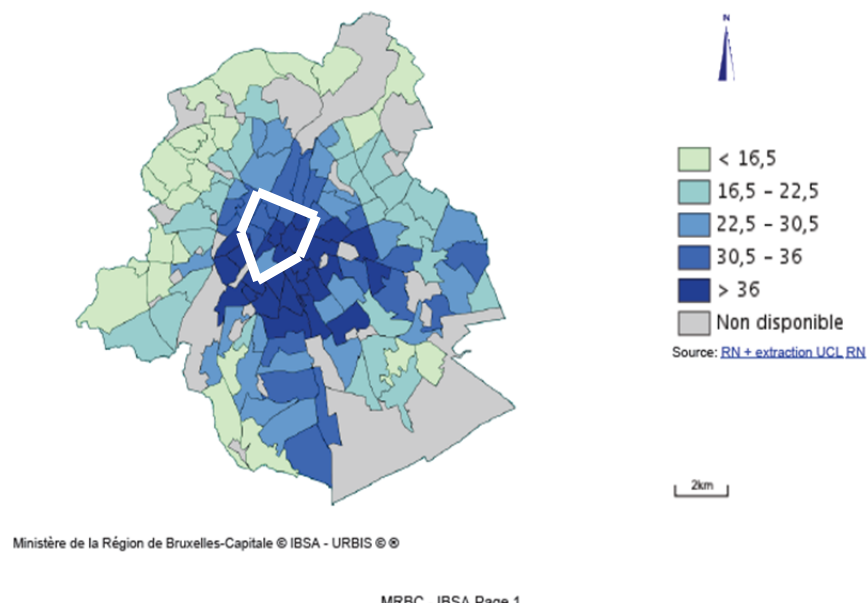 N
< 16,5
16,5 - 22,5
22,5 - 30,5
30,5 - 36
> 36
Non disponible
Source: RN + extraction UCL RN
2km
Ministère de la Région de Bruxelles-Capitale © IBSA - URBIS © ®
MRBC - IBSA Page 1